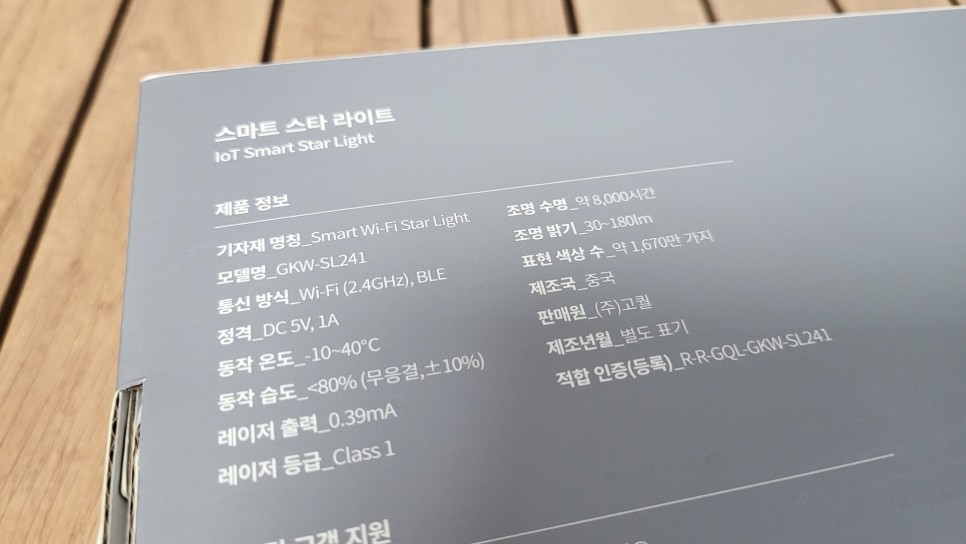 스마트 스타 라이트
IoT Smart Star Light
제품 정보
기자재 명칭_Smart Wi-Fi Star Light
모델명_GKW-SL241
통신 방식_Wi-Fi (2.4GHz), BLE
정격_DC 5V, 1A
동작 온도_-10~40°C
동작 습도_<80% (무응결,±10%)
레이저 출력_0.39mA
레이저 등급_Class 1
조명 수명_약 8,000시간
조명 밝기_30~180lm
표현 색상 수_약 1,670만 가지
제조국_중국
판매원_(주)고퀄
제조년월_별도 표기
적합 인증(등록)_R-R-GQL-GKW-SL241
고객 지원